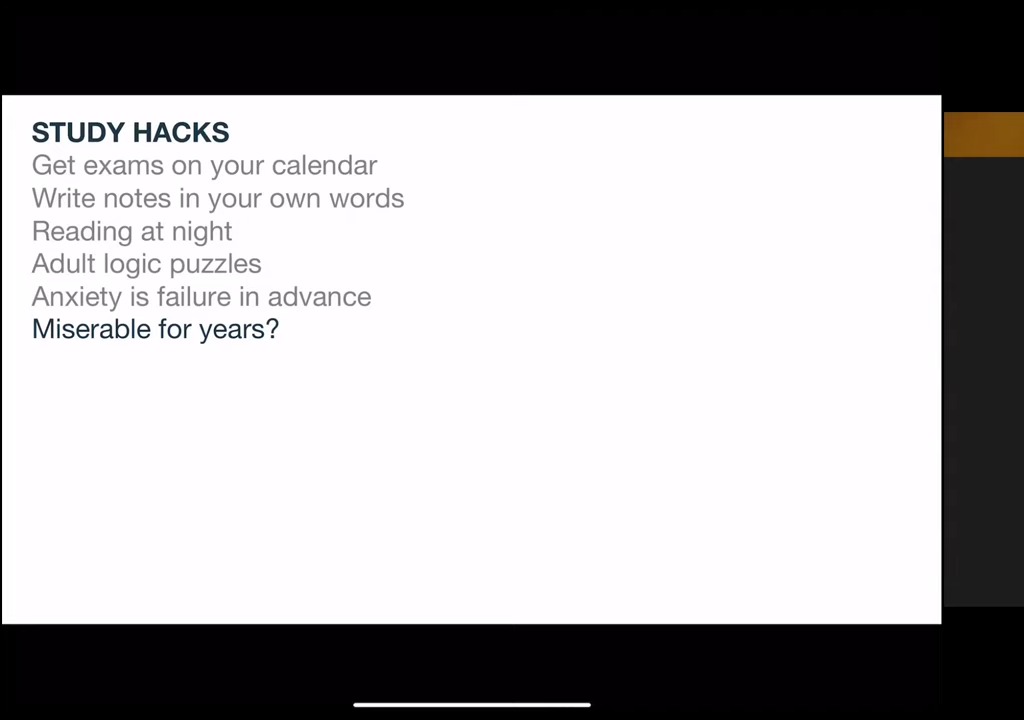 STUDY HACKS
Get exams on your calendar
Write notes in your own words
Reading at night
Adult logic puzzles
Anxiety is failure in advance
Miserable for years?